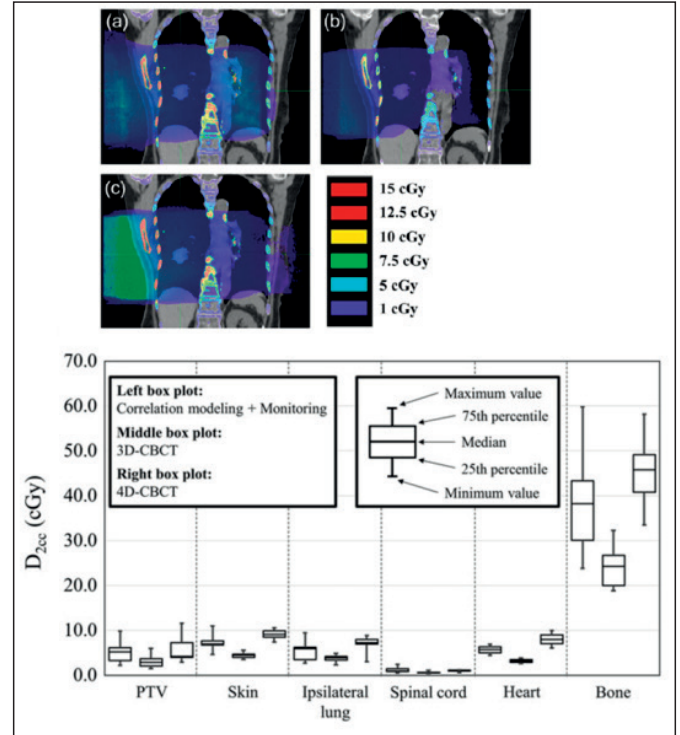 (a)
(b)
(c)
15 cGy
12.5 cGy
10 cGy
7.5 cGy
5 cGy
1 cGy
70.0
60.0
50.0
40.0
30.0
20.0
10.0
0.0
D2cc (cGy)
Left box plot:
Correlation modeling + Monitoring
Middle box plot:
3D-CBCT
Right box plot:
4D-CBCT
Maximum value
75th percentile
Median
25th percentile
Minimum value
PTV
Skin
Ipsilateral
lung
Spinal cord
Heart
Bone